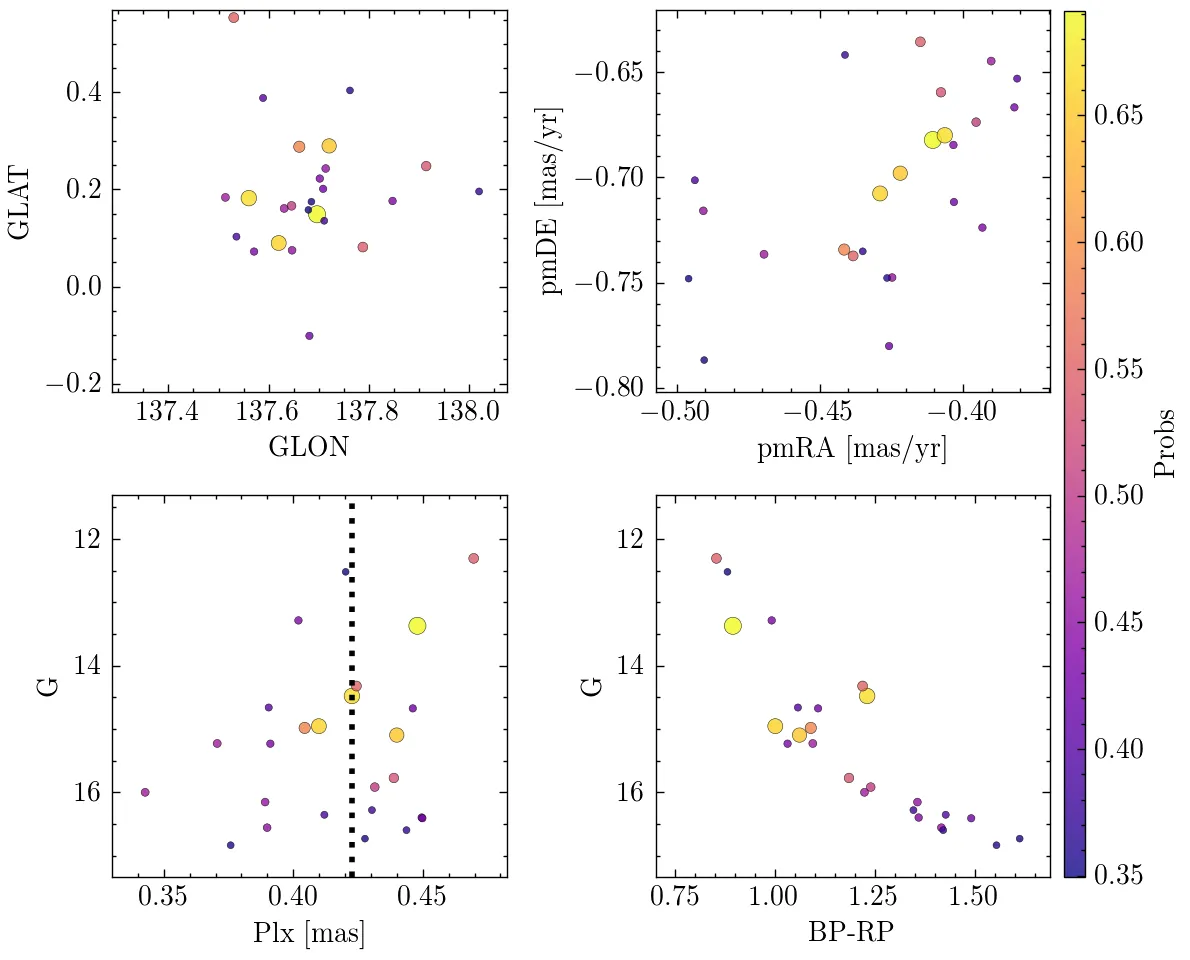 0.4
0.2
0.0
−0.2
GLAT
137.4 137.6 137.8 138.0
GLON
−0.65
−0.70
−0.75
−0.80
pmDE [mas/yr]
−0.50 −0.45 −0.40
pmRA [mas/yr]
12
14
16
G
0.35 0.40 0.45
Plx [mas]
12
14
16
G
0.75 1.00 1.25 1.50
BP-RP
0.65
0.60
0.55
0.50
0.45
0.40
0.35
Probs